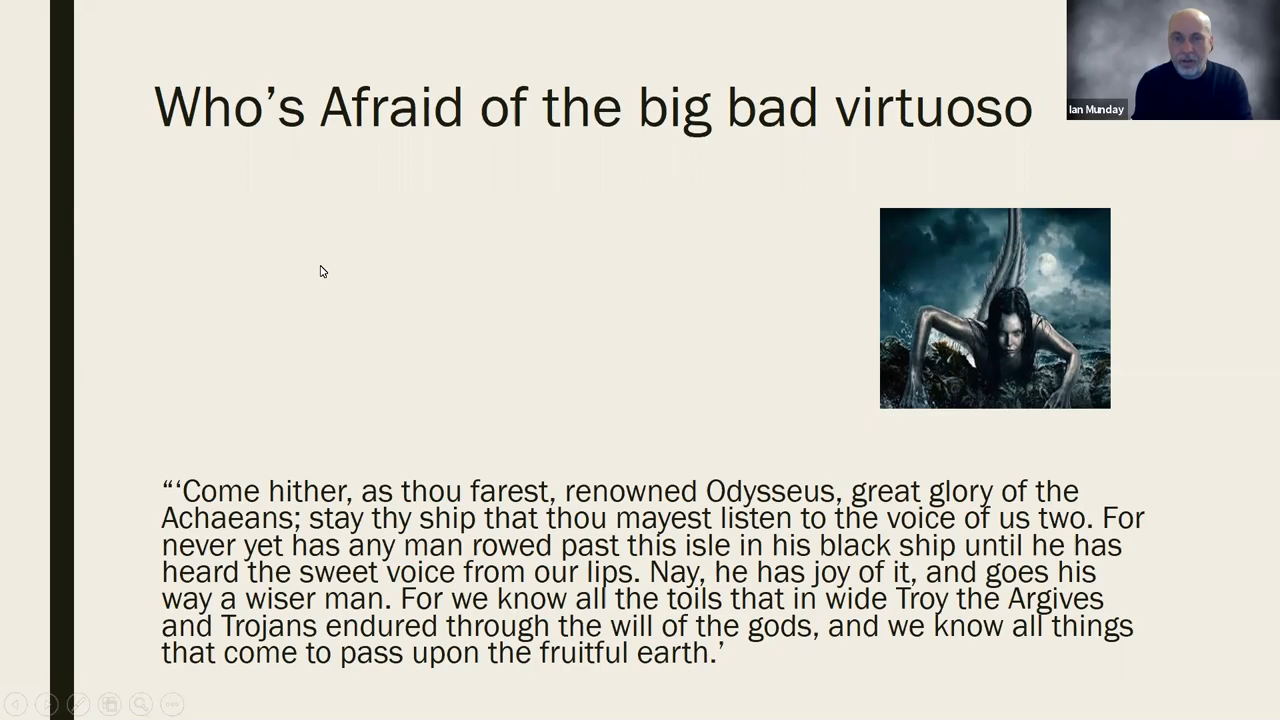 Who’s Afraid of the big bad virtuoso
Ian Munday
“‘Come hither, as thou farest, renowned Odysseus, great glory of the
Achaeans; stay thy ship that thou mayest listen to the voice of us two. For
never yet has any man rowed past this isle in his black ship until he has
heard the sweet voice from our lips. Nay, he has joy of it, and goes his
way a wiser man. For we know all the toils that in wide Troy the Argives
and Trojans endured through the will of the gods, and we know all things
that come to pass upon the fruitful earth.’